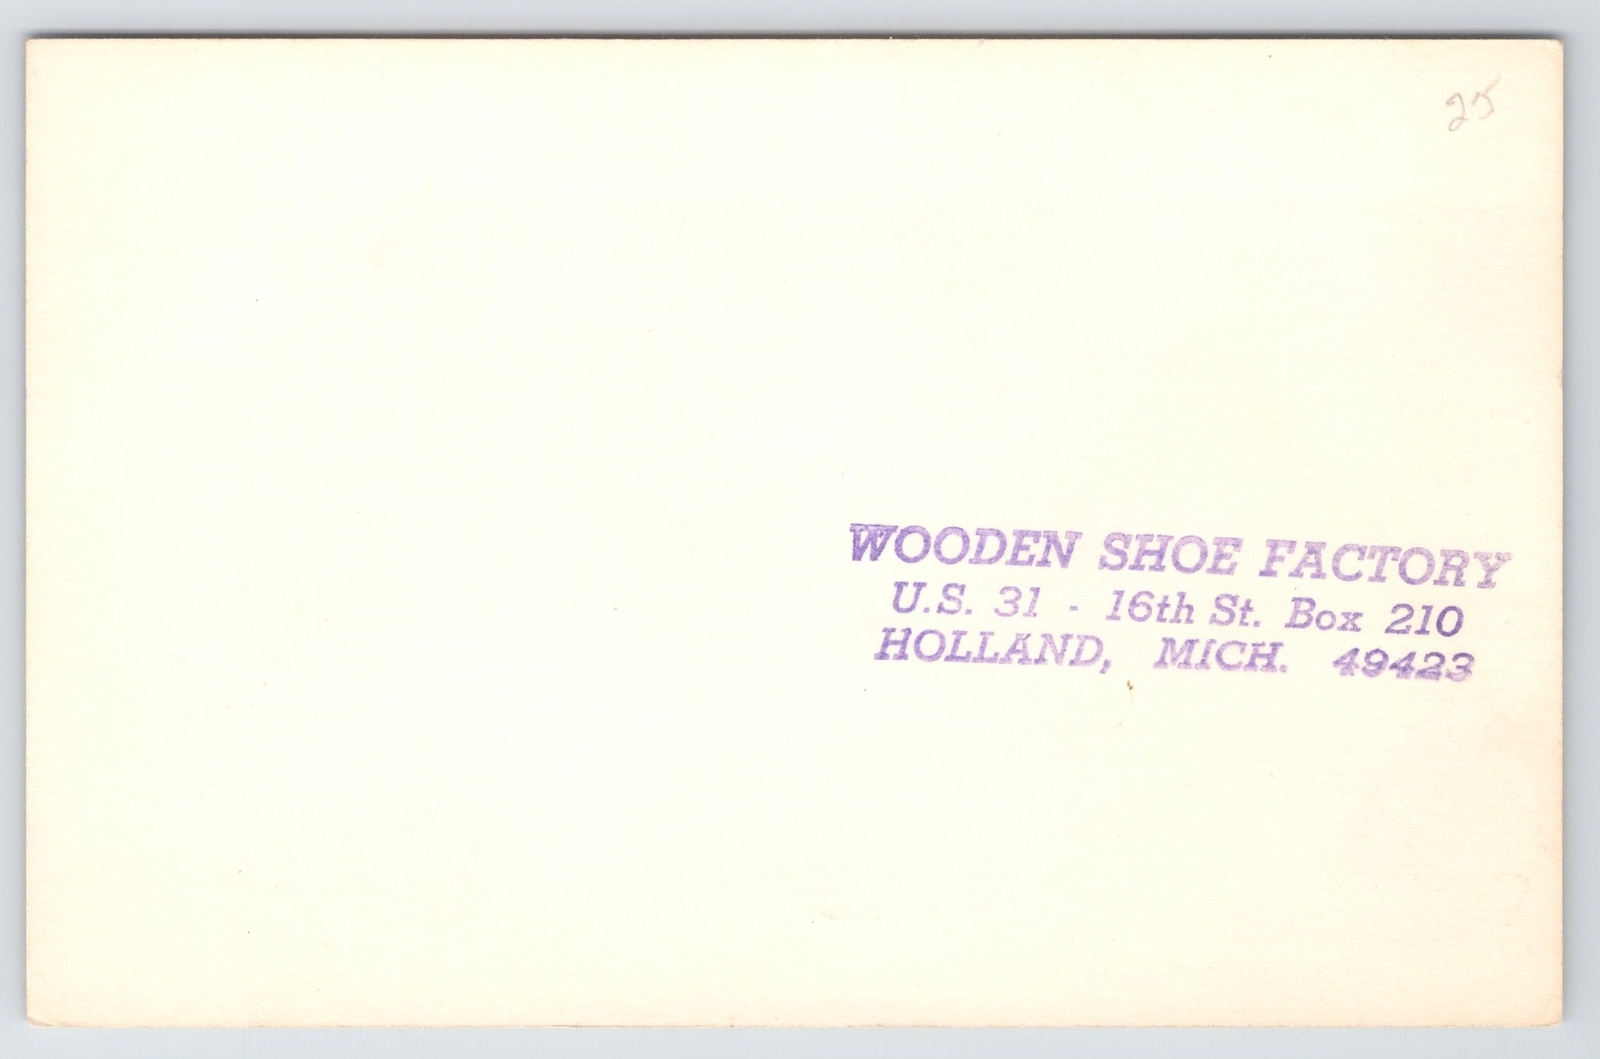 25
WOODEN SHOE FACTORY
U.S. 31 - 16th St. Box 210
HOLLAND, MICH. 49423